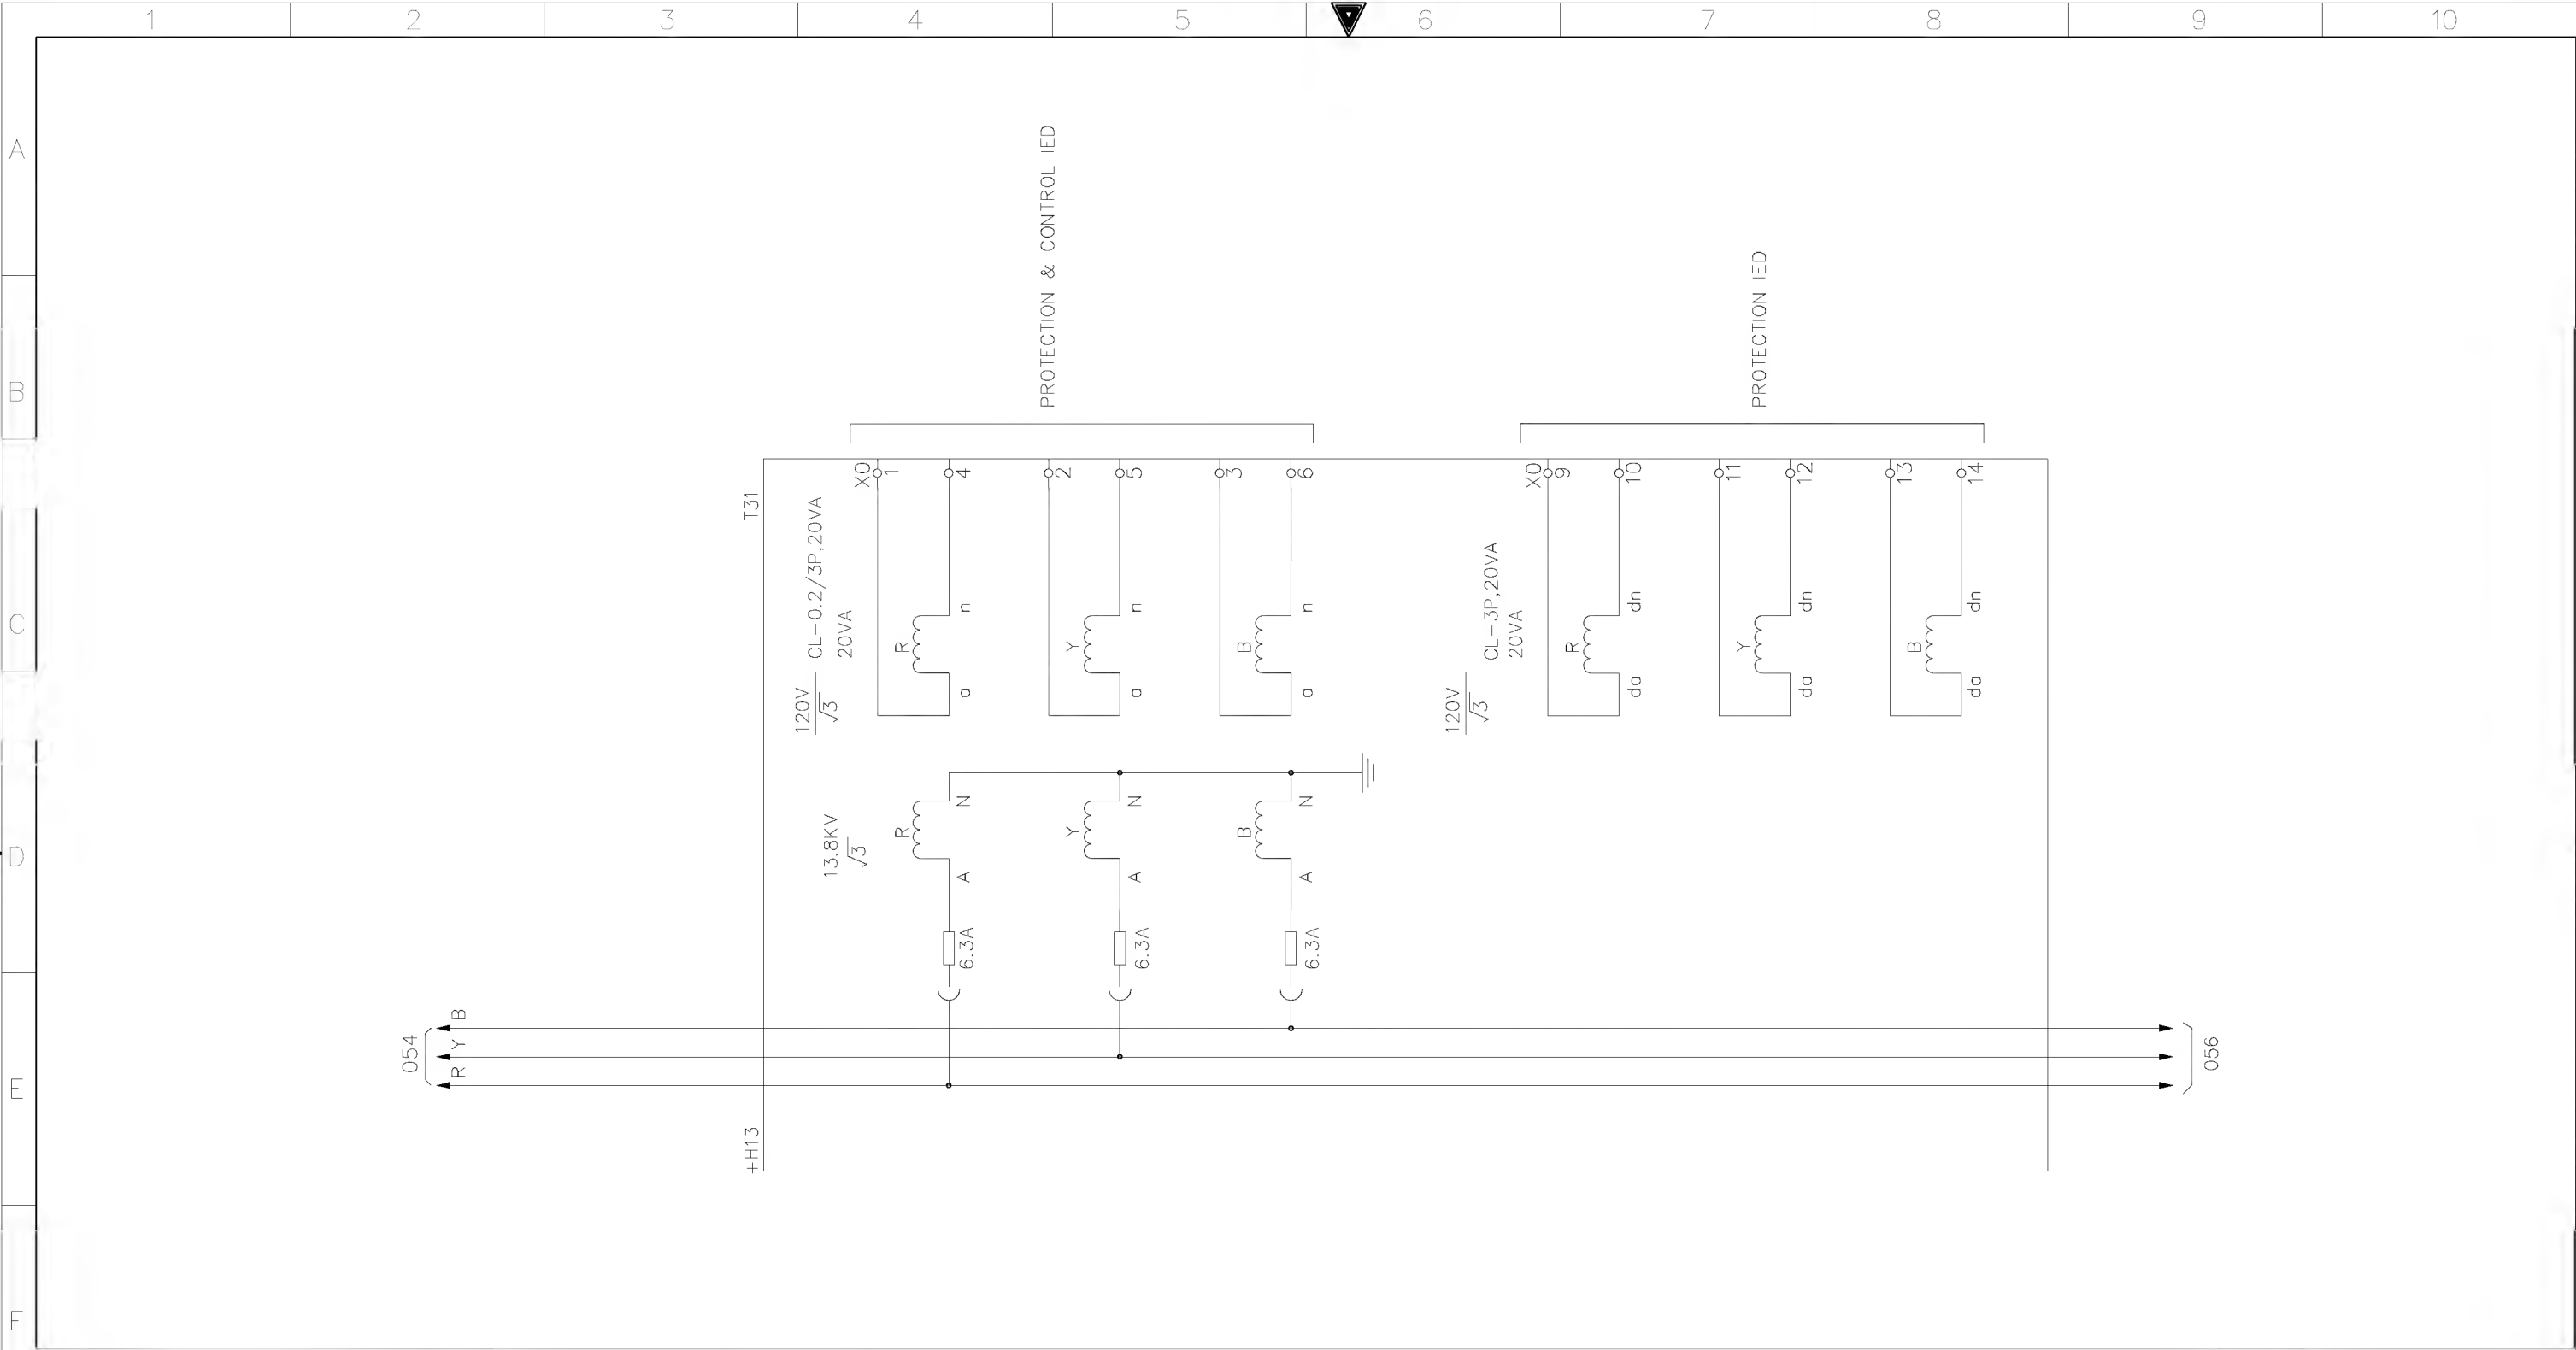 1 2 3 4 5 6 7 8 9 10
A
B
C
D
E
F
PROTECTION & CONTROL IED
PROTECTION IED
T31
X0
1
4
2
5
3
6
X0
9
10
11
12
13
14
120V
√3
CL-0.2/3P,20VA
20VA
R
n
a
Y
n
a
B
n
a
120V
√3
CL-3P,20VA
20VA
R
dn
da
Y
dn
da
B
dn
da
13.8KV
√3
R
N
A
Y
N
A
B
N
A
6.3A
6.3A
6.3A
054
B
Y
R
056
+H13